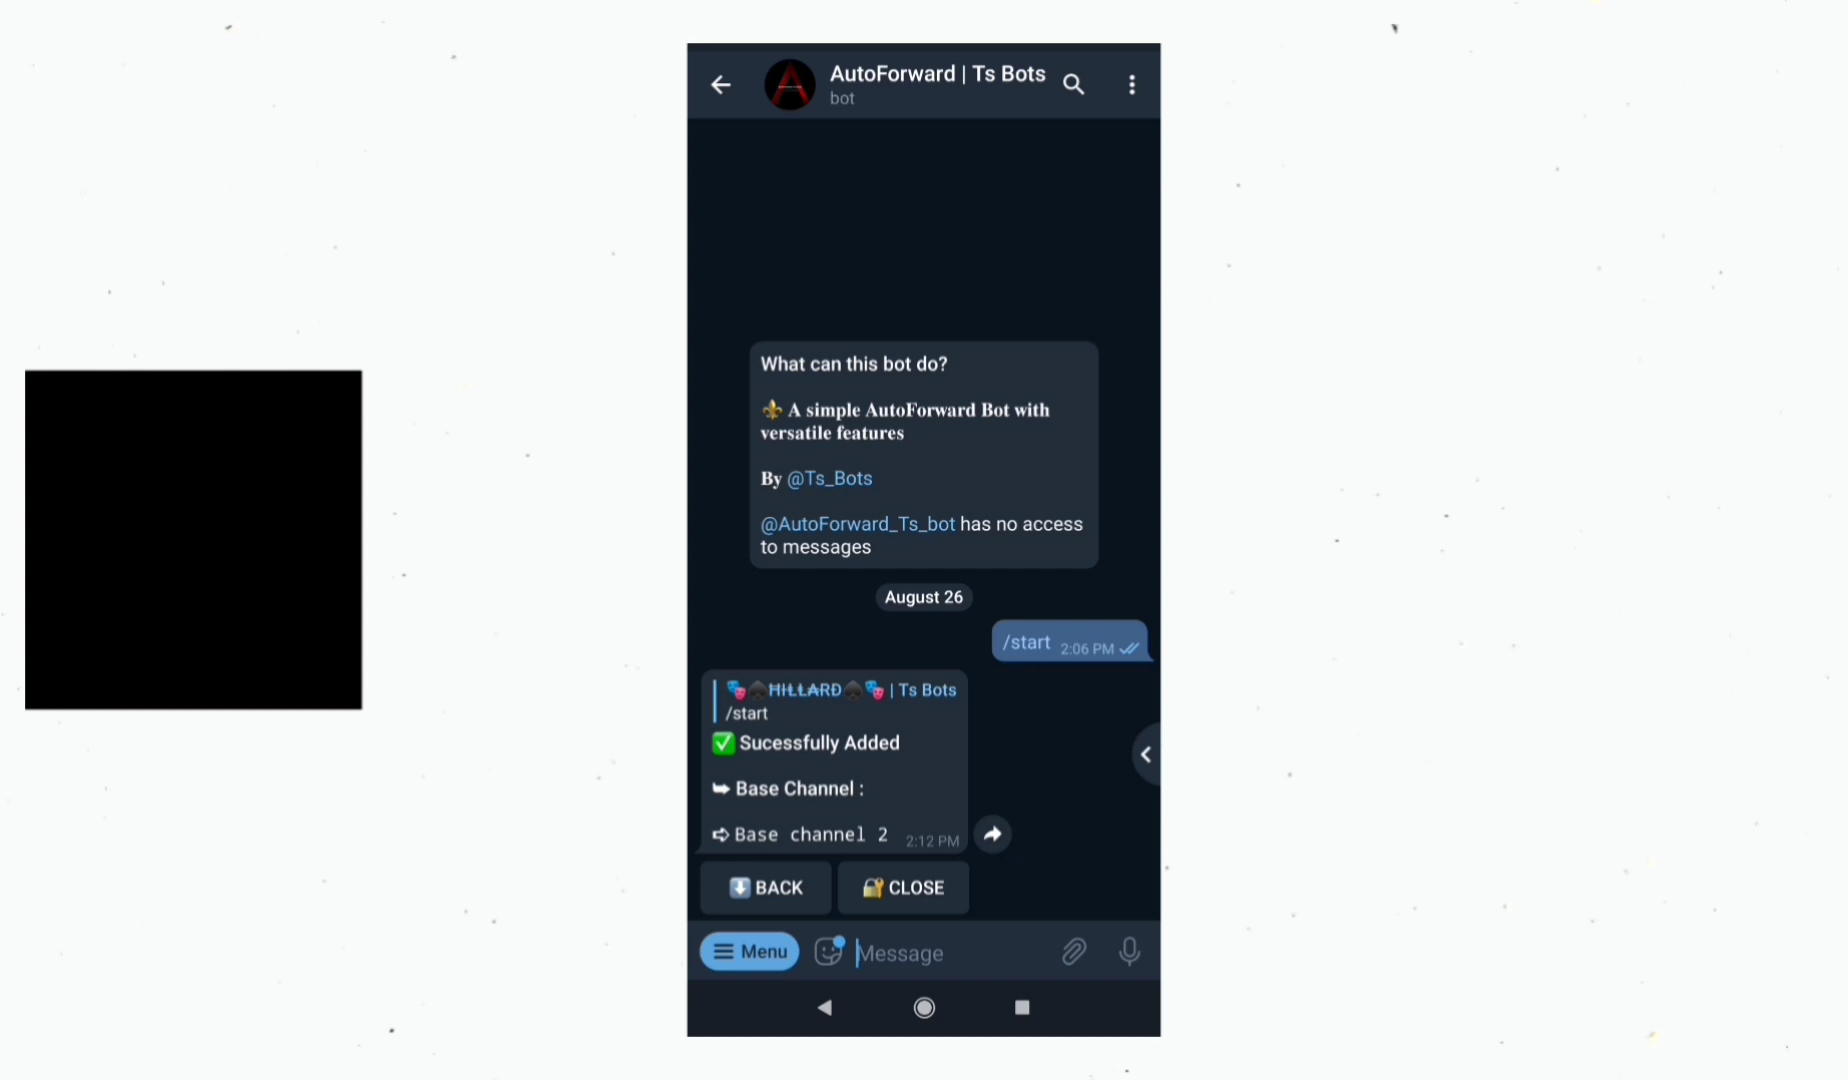 AutoForward | Ts Bots
bot
What can this bot do?
⚜️ A simple AutoForward Bot with
versatile features
By @Ts_Bots
@AutoForward_Ts_bot has no access
to messages
August 26
/start 2:06 PM
🎭♠️ĦłⱠⱠ₳ⱤĐ♠️🎭 | Ts Bots
/start
✅ Sucessfully Added
➥ Base Channel :
➪ Base channel 2 2:12 PM
⬇️ BACK
🔐 CLOSE
Menu
Message